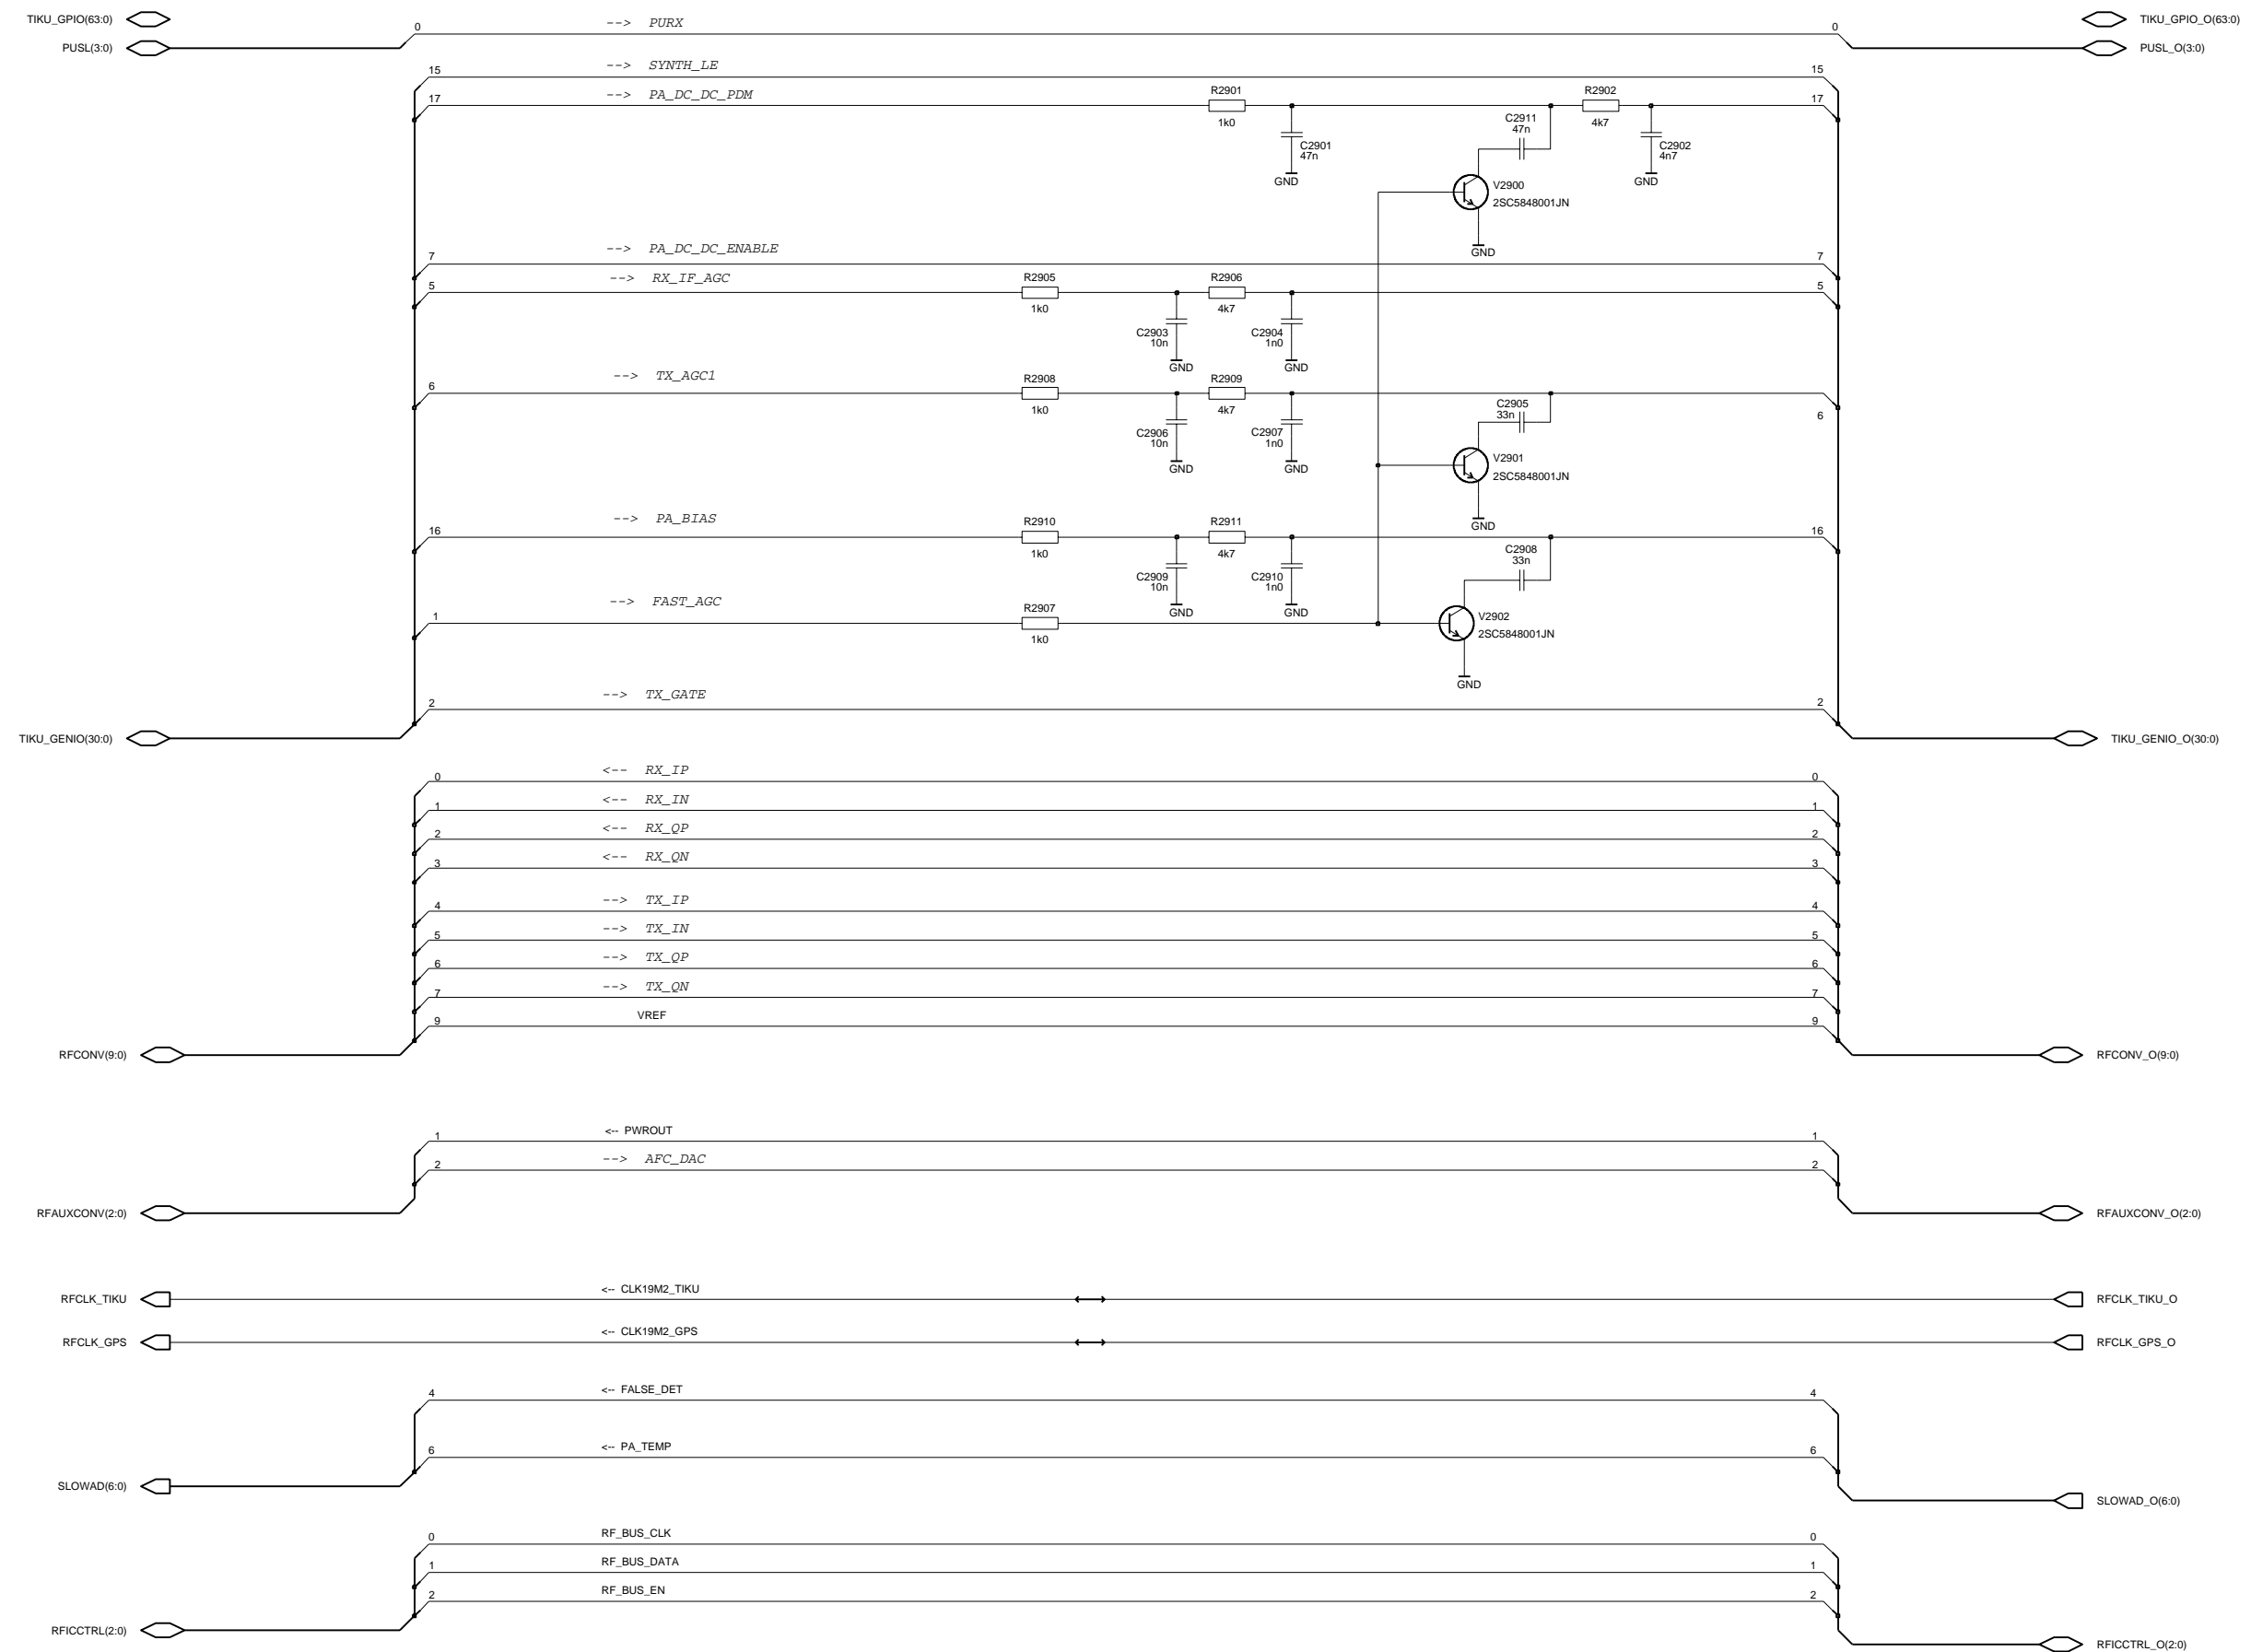 TIKU_GPIO(63:0)
TIKU_GPIO_O(63:0)
0 --> PURX 0
PUSL(3:0)
PUSL_O(3:0)
15 --> SYNTH_LE 15
17 --> PA_DC_DC_PDM R2901 R2902 17
1k0 4k7
C2911
47n
C2901
47n
C2902
4n7
GND GND
V2900
2SC5848001JN
GND
7 --> PA_DC_DC_ENABLE 7
5 --> RX_IF_AGC R2905 R2906 5
1k0 4k7
C2903
10n
C2904
1n0
GND GND
6 --> TX_AGC1 R2908 R2909
1k0 4k7
C2905
33n
6
C2906
10n
C2907
1n0
GND GND
V2901
2SC5848001JN
GND
16 --> PA_BIAS R2910 R2911 16
1k0 4k7
C2908
33n
C2909
10n
C2910
1n0
GND GND
1 --> FAST_AGC R2907
1k0
V2902
2SC5848001JN
GND
2 --> TX_GATE 2
TIKU_GENIO(30:0)
TIKU_GENIO_O(30:0)
0 <-- RX_IP 0
1 <-- RX_IN 1
2 <-- RX_QP 2
3 <-- RX_QN 3
4 --> TX_IP 4
5 --> TX_IN 5
6 --> TX_QP 6
7 --> TX_QN 7
9 VREF 9
RFCONV(9:0)
RFCONV_O(9:0)
1 <-- PWROUT 1
2 --> AFC_DAC 2
RFAUXCONV(2:0)
RFAUXCONV_O(2:0)
RFCLK_TIKU <-- CLK19M2_TIKU RFCLK_TIKU_O
RFCLK_GPS <-- CLK19M2_GPS RFCLK_GPS_O
4 <-- FALSE_DET 4
6 <-- PA_TEMP 6
SLOWAD(6:0)
SLOWAD_O(6:0)
0 RF_BUS_CLK 0
1 RF_BUS_DATA 1
2 RF_BUS_EN 2
RFICCTRL(2:0)
RFICCTRL_O(2:0)